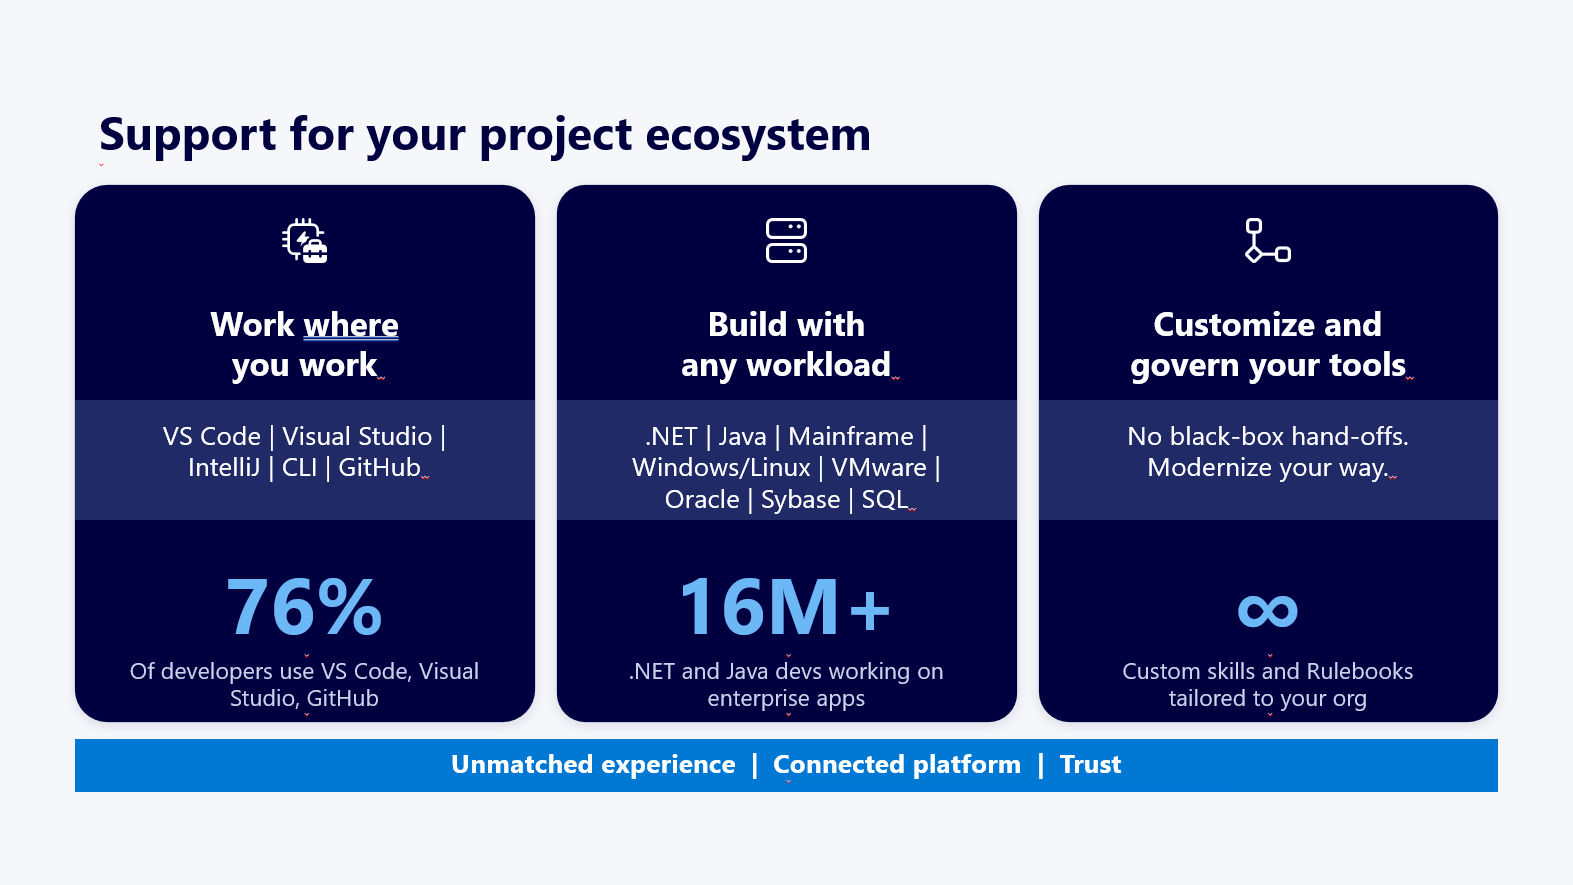 Support for your project ecosystem
Work where
you work
VS Code | Visual Studio |
IntelliJ | CLI | GitHub
76%
Of developers use VS Code, Visual
Studio, GitHub
Build with
any workload
.NET | Java | Mainframe |
Windows/Linux | VMware |
Oracle | Sybase | SQL
16M+
.NET and Java devs working on
enterprise apps
Customize and
govern your tools
No black-box hand-offs.
Modernize your way.
∞
Custom skills and Rulebooks
tailored to your org
Unmatched experience | Connected platform | Trust